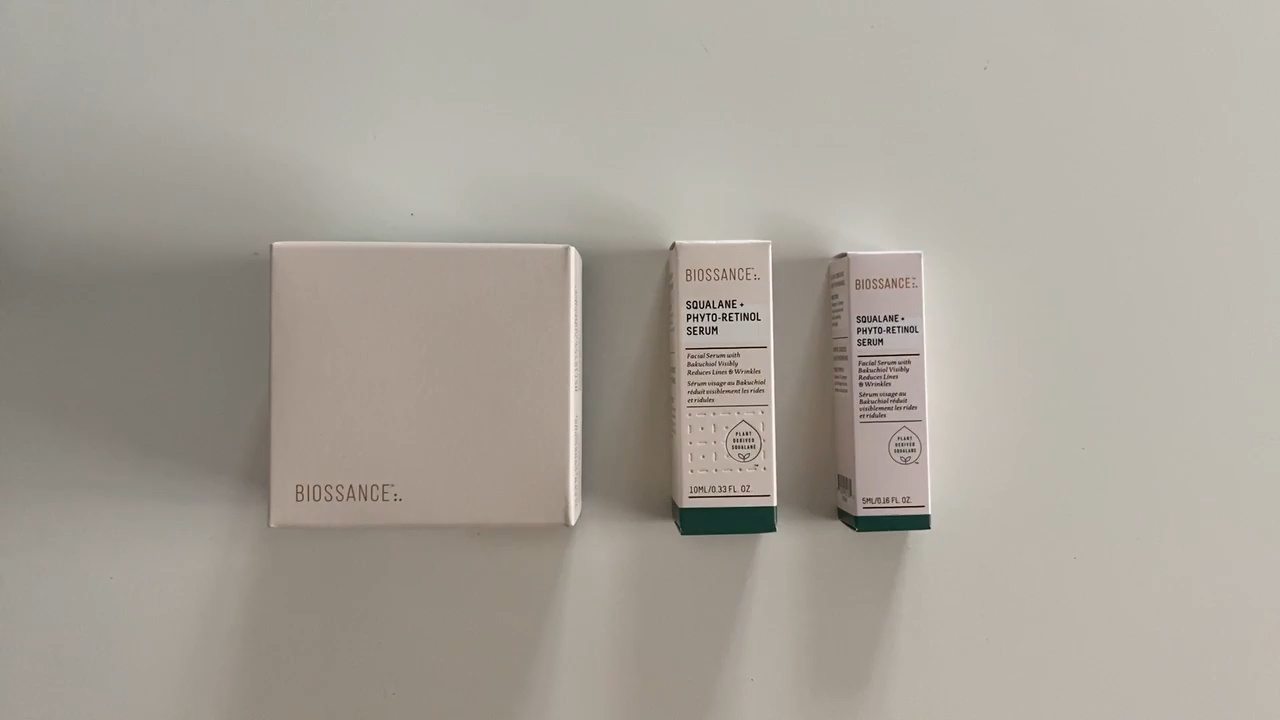 BIOSSANCE
BIOSSANCE
SQUALANE +
PHYTO-RETINOL
SERUM
Facial Serum with
Bakuchiol Visibly
Reduces Lines & Wrinkles
Sérum visage au Bakuchiol
réduit visiblement les rides
et ridules
PLANT
DERIVED
SQUALANE
10ML/0.33 FL. OZ.
BIOSSANCE
SQUALANE +
PHYTO-RETINOL
SERUM
Facial Serum with
Bakuchiol Visibly
Reduces Lines
& Wrinkles
Sérum visage au
Bakuchiol réduit
visiblement les rides
et ridules
PLANT
DERIVED
SQUALANE
5ML/0.16 FL. OZ.